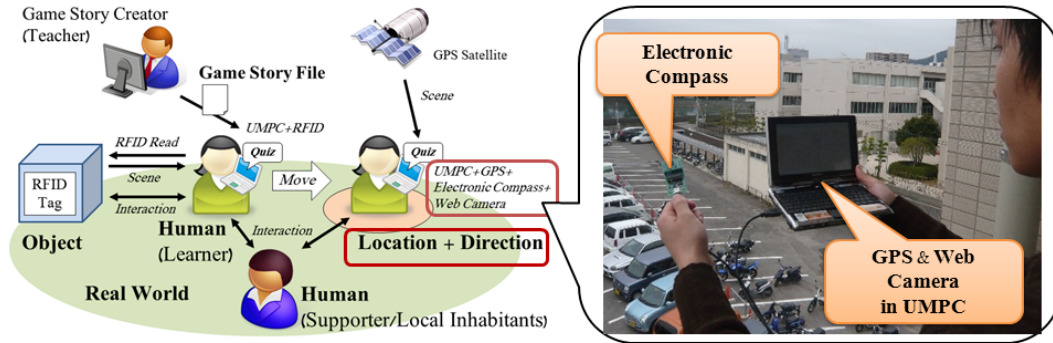 Game Story Creator
(Teacher)
Game Story File
GPS Satellite
Scene
UMPC+RFID
RFID Read
Quiz
Quiz
Scene
Move
UMPC+GPS+
Electronic Compass+
Web Camera
RFID
Tag
Interaction
Object
Human
(Learner)
Interaction
Location + Direction
Real World
Human
(Supporter/Local Inhabitants)
Electronic
Compass
GPS & Web
Camera
in UMPC